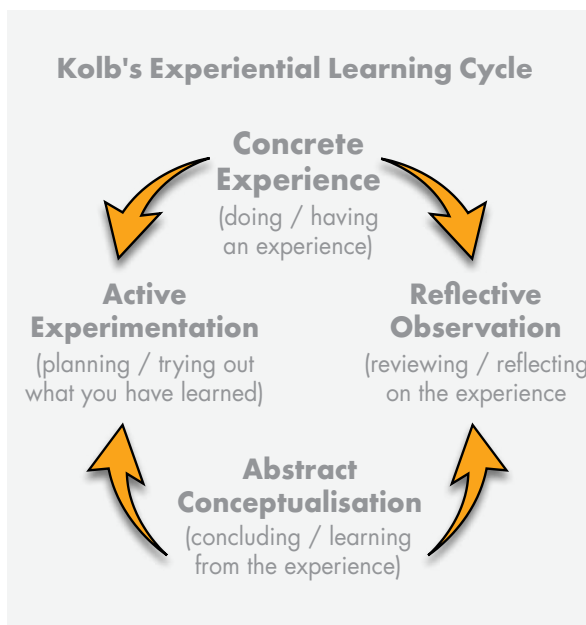 Kolb's Experiential Learning Cycle
Concrete
Experience
(doing / having
an experience)
Active
Experimentation
(planning / trying out
what you have learned)
Reflective
Observation
(reviewing / reflecting
on the experience
Abstract
Conceptualisation
(concluding / learning
from the experience)